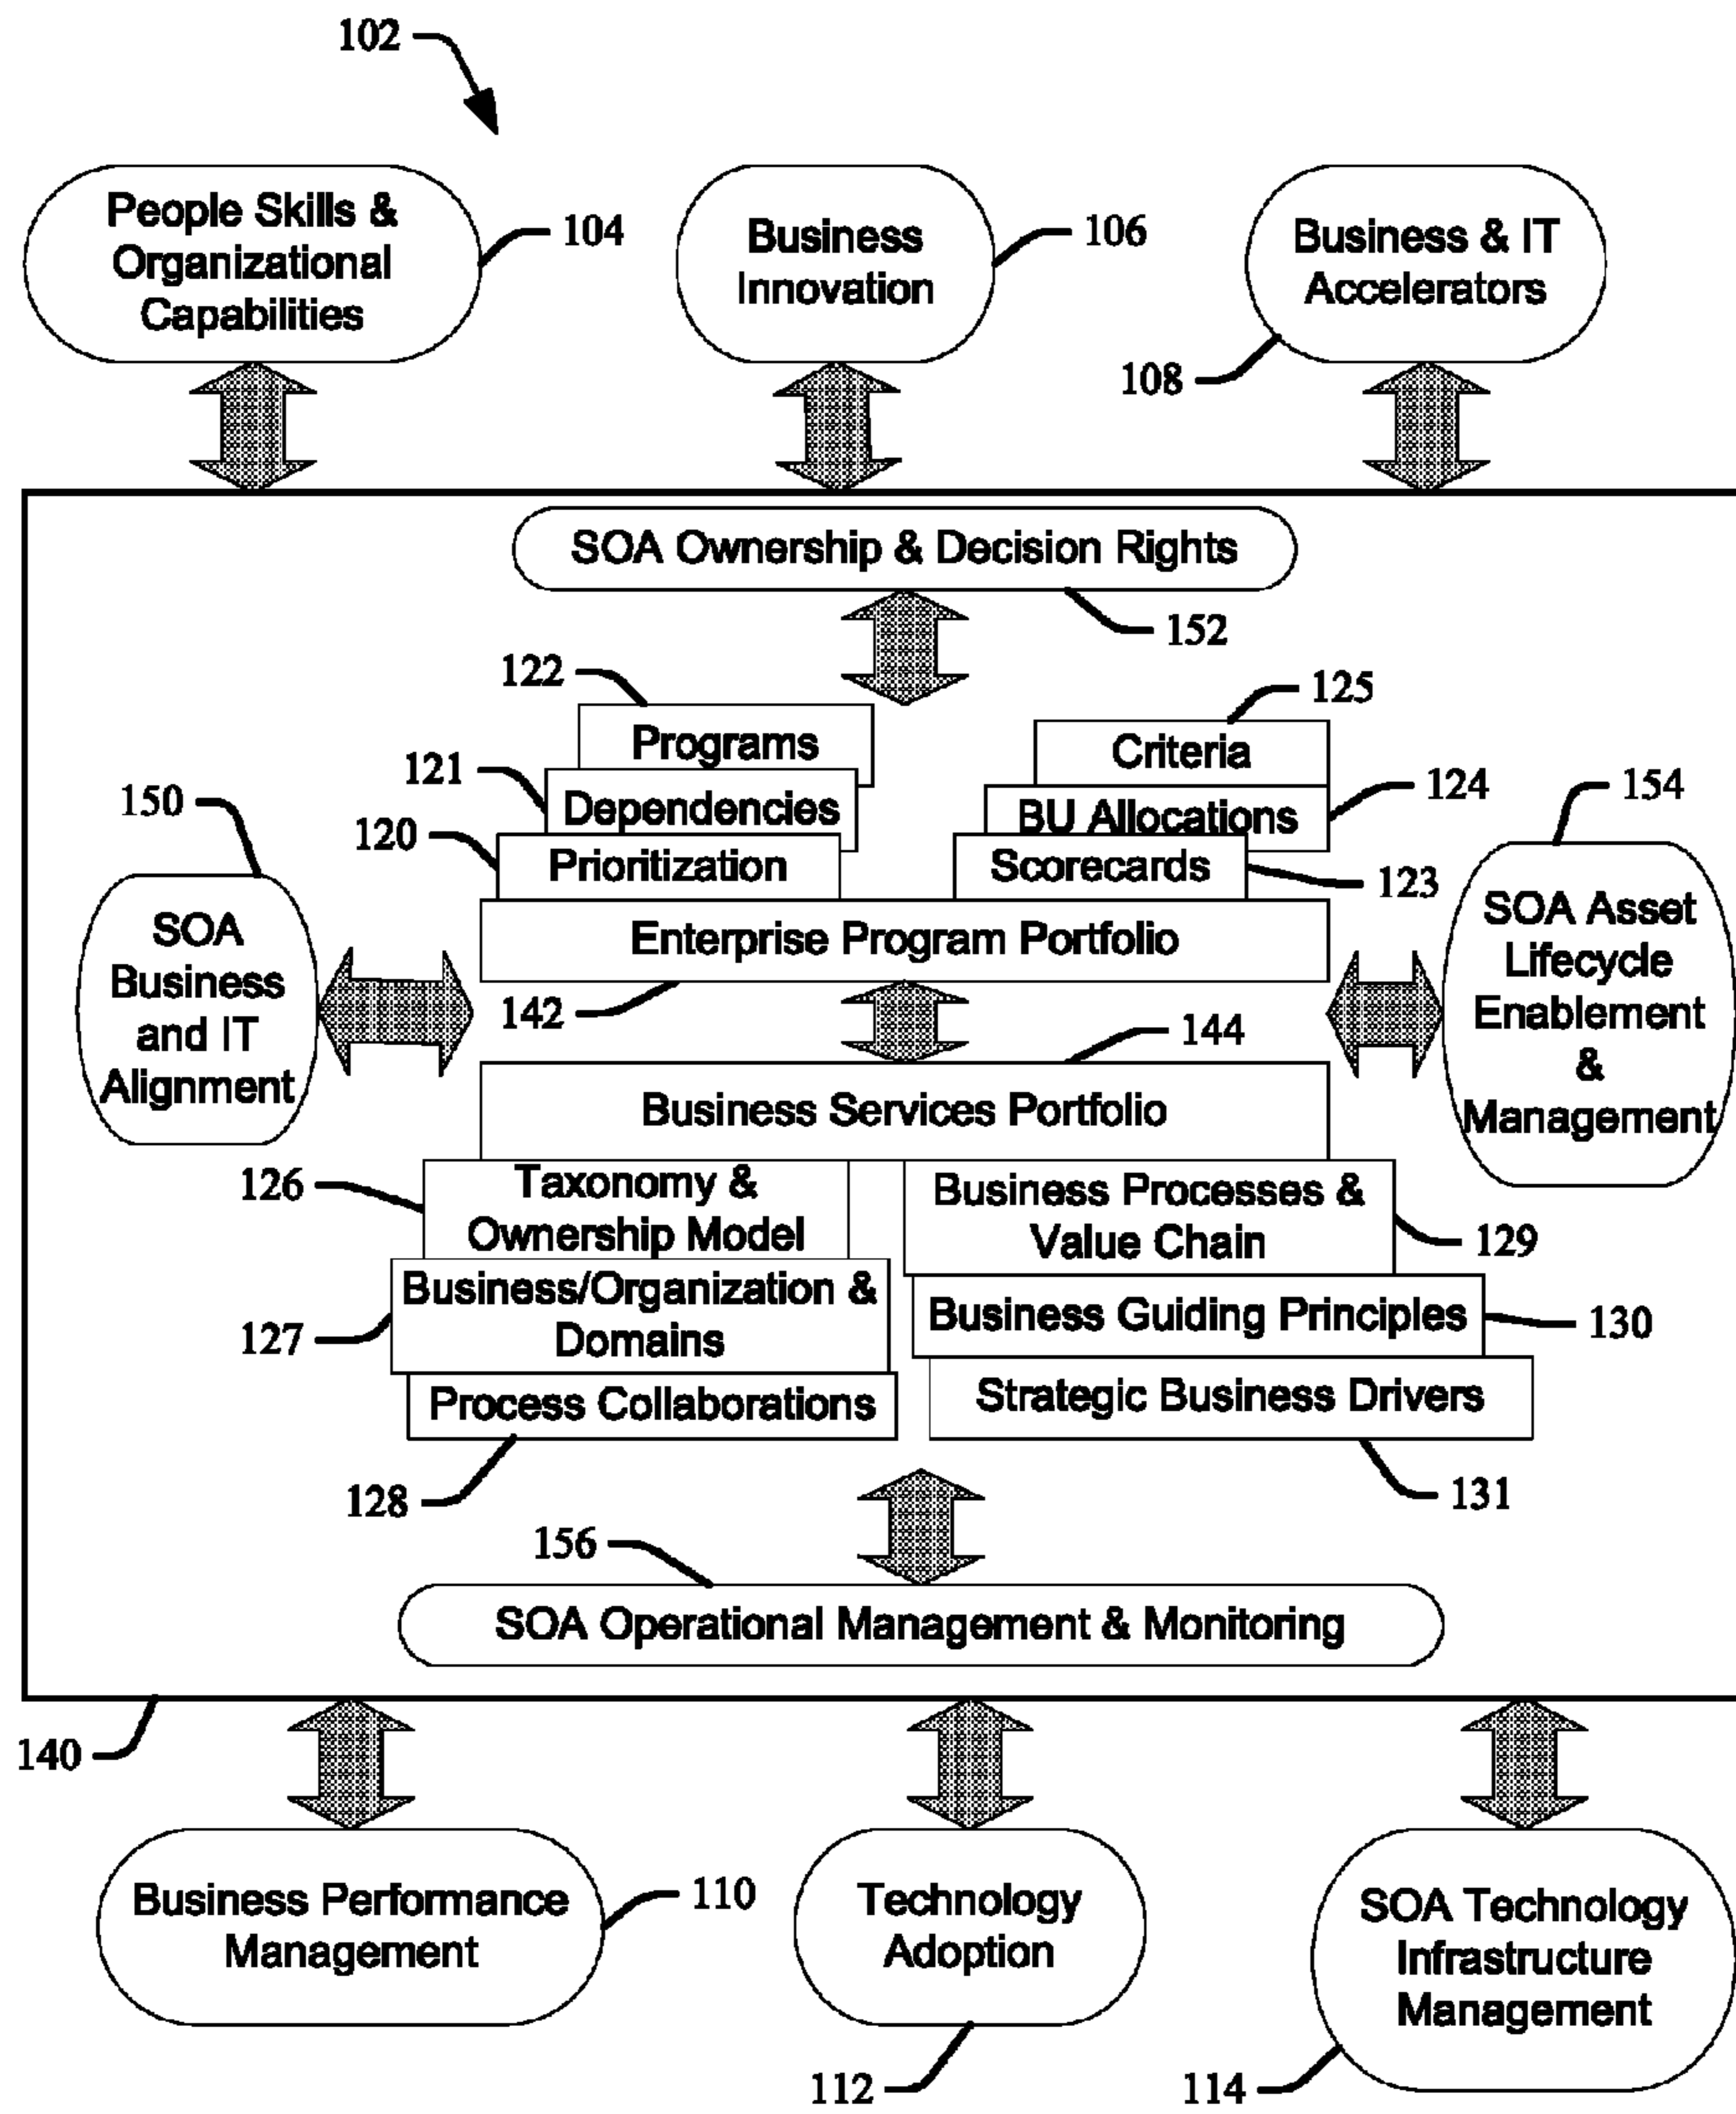 102
People Skills &
Organizational
Capabilities
104
Business
Innovation
106
Business & IT
Accelerators
108
SOA Ownership & Decision Rights
152
122
Programs
121
Dependencies
120
Prioritization
125
Criteria
124
BU Allocations
Scorecards
123
Enterprise Program Portfolio
142
150
SOA
Business
and IT
Alignment
154
SOA Asset
Lifecycle
Enablement
&
Management
144
Business Services Portfolio
126
Taxonomy &
Ownership Model
127
Business/Organization &
Domains
Process Collaborations
128
Business Processes &
Value Chain
129
Business Guiding Principles
130
Strategic Business Drivers
131
156
SOA Operational Management & Monitoring
140
Business Performance
Management
110
Technology
Adoption
112
SOA Technology
Infrastructure
Management
114